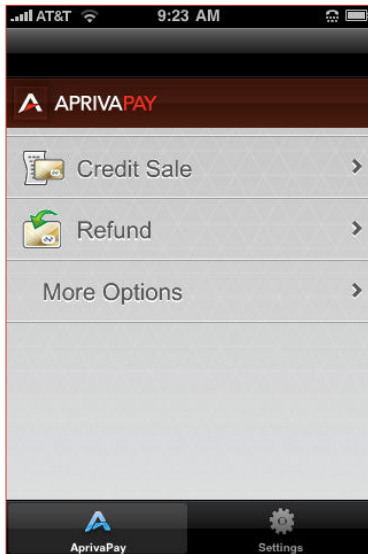 AT&T 9:23 AM
APRIVAPAY
Credit Sale
Refund
More Options
AprivaPay Settings